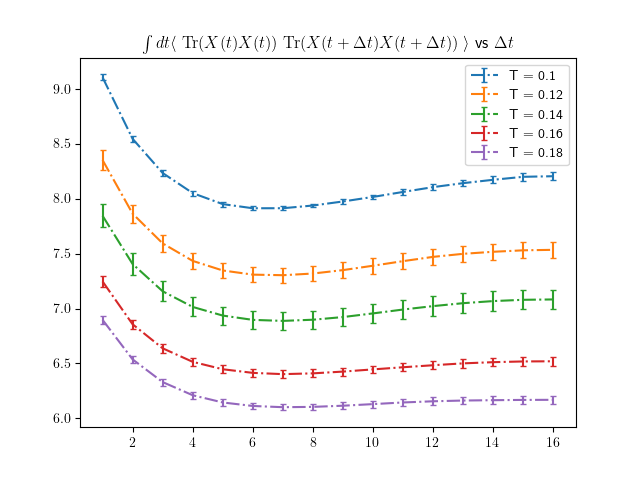 ∫ dt⟨ Tr(X(t)X(t)) Tr(X(t + Δt)X(t + Δt)) ⟩ vs Δt
T = 0.1
T = 0.12
T = 0.14
T = 0.16
T = 0.18
9.0
8.5
8.0
7.5
7.0
6.5
6.0
2 4 6 8 10 12 14 16